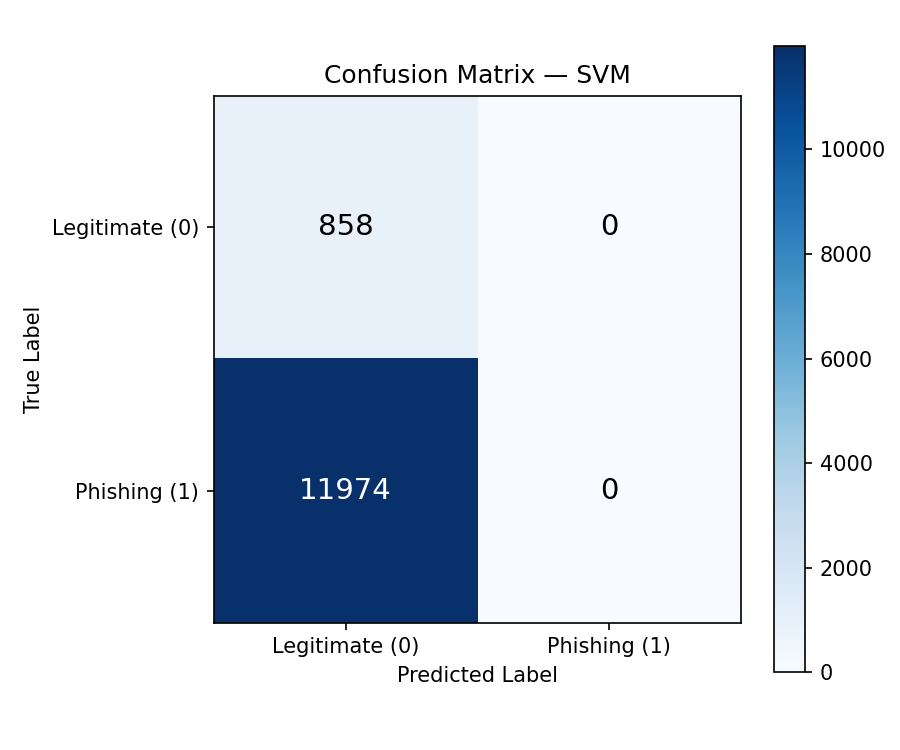 Confusion Matrix — SVM
Legitimate (0)
858
0
Phishing (1)
11974
0
True Label
Legitimate (0)
Phishing (1)
Predicted Label
10000
8000
6000
4000
2000
0